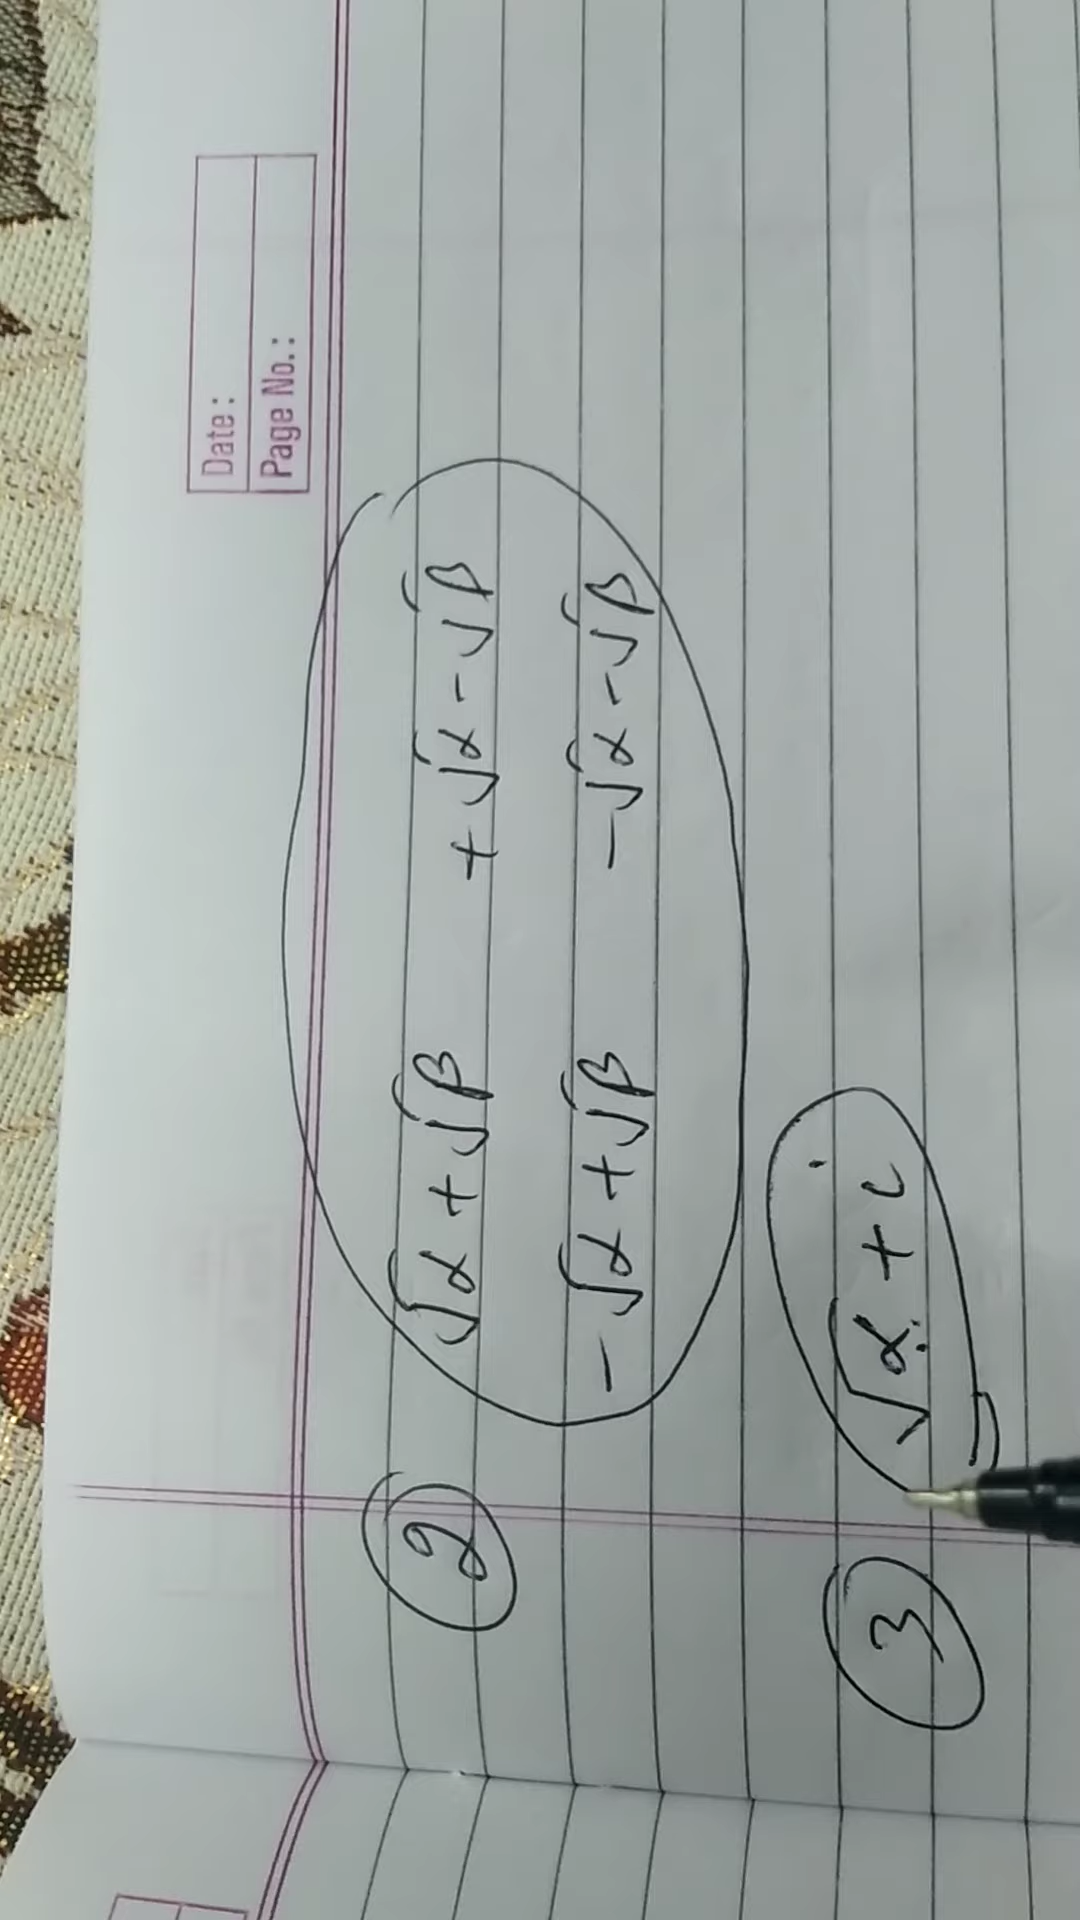 Date :
Page No. :
② √α + √β + √α - √β
- √α + √β - √α - √β
③ √α + i